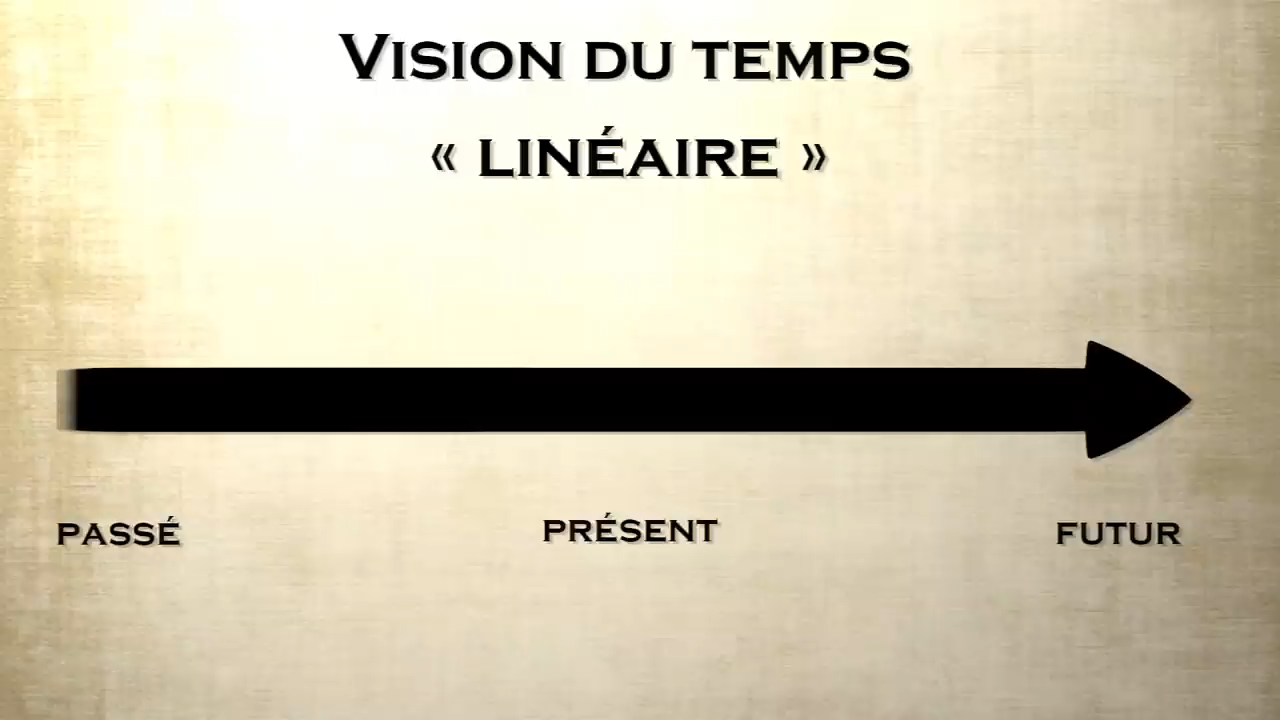 VISION DU TEMPS
« LINÉAIRE »
PASSÉ PRÉSENT FUTUR